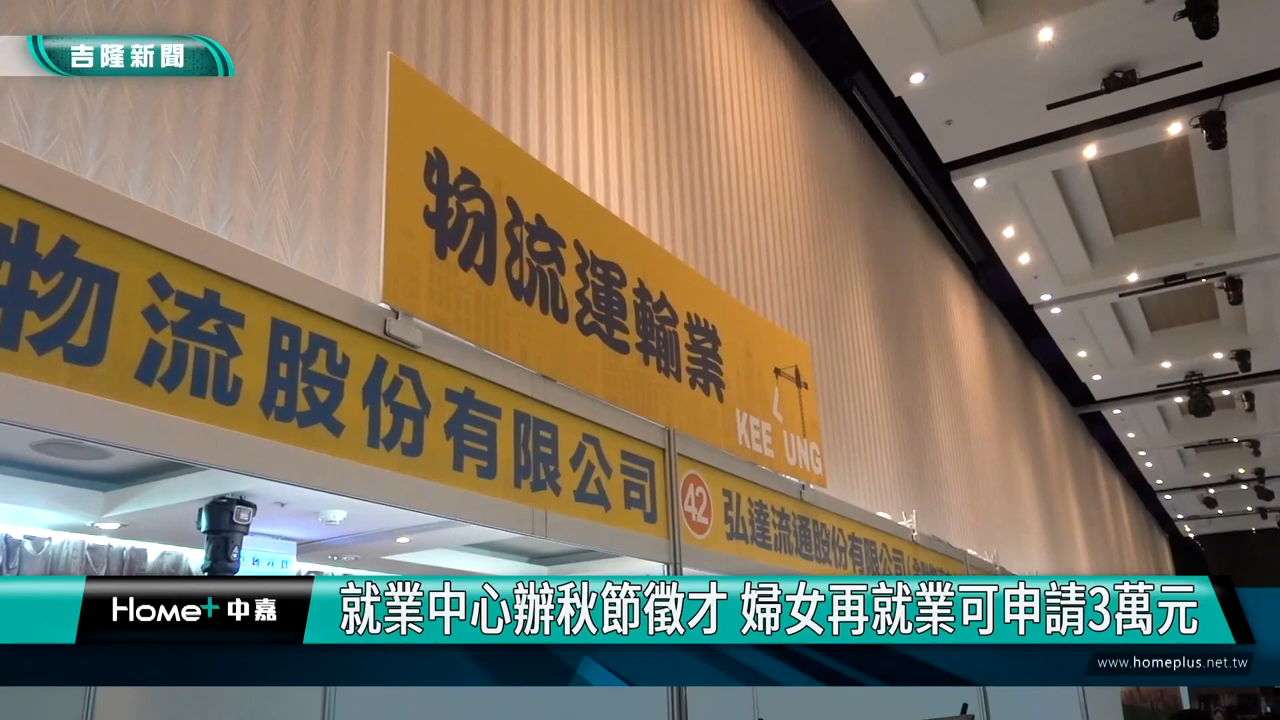 吉隆新聞
物流運輸業
KEE LUNG
物流股份有限公司
42 弘達流通股份有限公司
Home+中嘉
就業中心辦秋節徵才 婦女再就業可申請3萬元
www.homeplus.net.tw